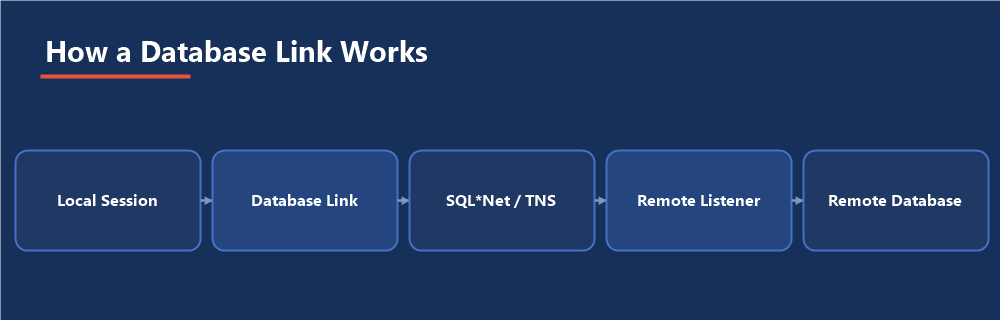 How a Database Link Works
Local Session
Database Link
SQL*Net / TNS
Remote Listener
Remote Database